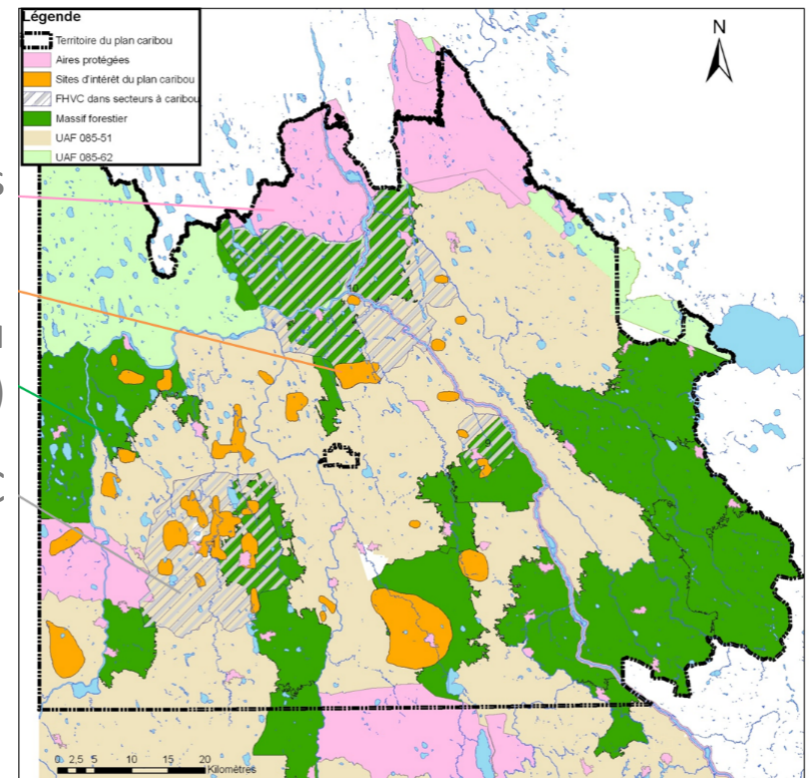 Légende
Territoire du plan caribou
Aires protégées
Sites d'intérêt du plan caribou
FHVC dans secteurs à caribou
Massif forestier
UAF 085-51
UAF 085-62
N
s
)
0 2,5 5 10 15 20
Kilomètres